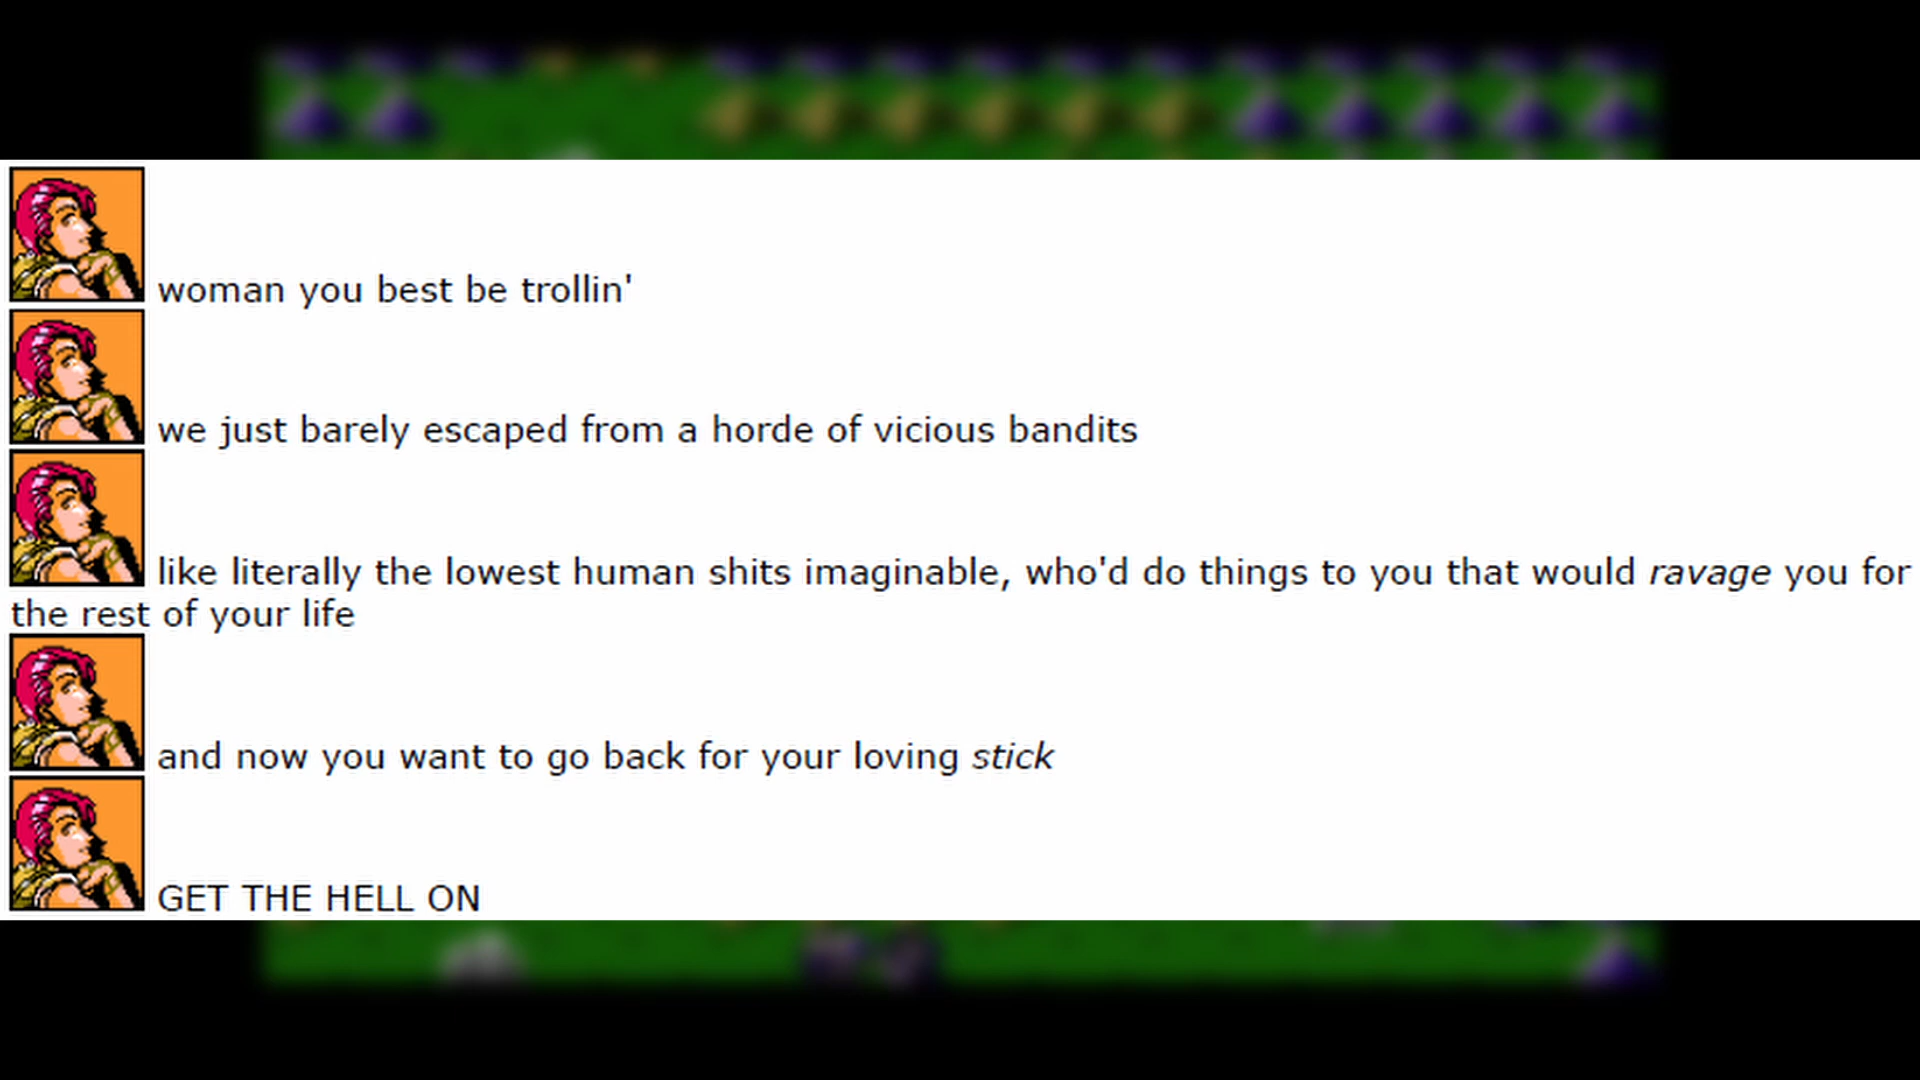 woman you best be trollin'
we just barely escaped from a horde of vicious bandits
like literally the lowest human shits imaginable, who'd do things to you that would ravage you for
the rest of your life
and now you want to go back for your loving stick
GET THE HELL ON